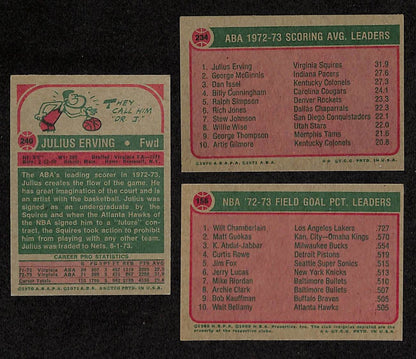 THEY
CALL HIM
"DR. J."
240
JULIUS ERVING • Fwd
The ABA's leading scorer in 1972-73,
Julius creates the flow of the game. He
has great imagination of the court and is
an artist with the basketball. Julius was
signed as an undergraduate by the
Squires and when the Atlanta Hawks of
the NBA signed him to a "future" con-
tract, the Squires took action to prohibit
him from playing with any other team.
Julius was traded to Nets, 8-1-73.
CAREER PRO STATISTICS
234
ABA 1972-73 SCORING AVG. LEADERS
1. Julius Erving Virginia Squires 31.9
2. George McGinnis Indiana Pacers 27.6
3. Dan Issel Kentucky Colonels 27.3
4. Billy Cunningham Carolina Cougars 24.1
5. Ralph Simpson Denver Rockets 23.3
6. Rich Jones Dallas Chaparrals 22.3
7. Stew Johnson San Diego Conquistadors 22.1
8. Willie Wise Utah Stars 22.0
9. George Thompson Memphis Tams 21.6
10. Artis Gilmore Kentucky Colonels 20.8
NBA '72-73 FIELD GOAL PCT. LEADERS
1. Wilt Chamberlain Los Angeles Lakers .727
2. Matt Guokas Kan. City-Omaha Kings .570
3. K. Abdul-Jabbar Milwaukee Bucks .554
4. Curtis Rowe Detroit Pistons .519
5. Jim Fox Seattle Super Sonics .515
6. Jerry Lucas New York Knicks .513
7. Mike Riordan Baltimore Bullets .510
8. Archie Clark Baltimore Bullets .507
9. Bob Kauffman Buffalo Braves .505
10. Walt Bellamy Atlanta Hawks .505